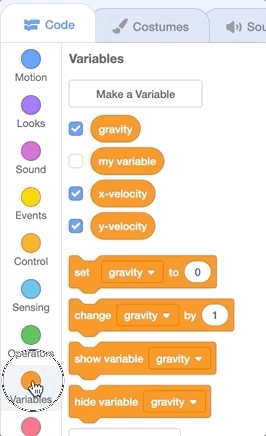 Code Costumes Sou
Motion
Looks
Sound
Events
Control
Sensing
Operators
Variables
Variables
Make a Variable
gravity
my variable
x-velocity
y-velocity
set gravity to 0
change gravity by 1
show variable gravity
hide variable gravity